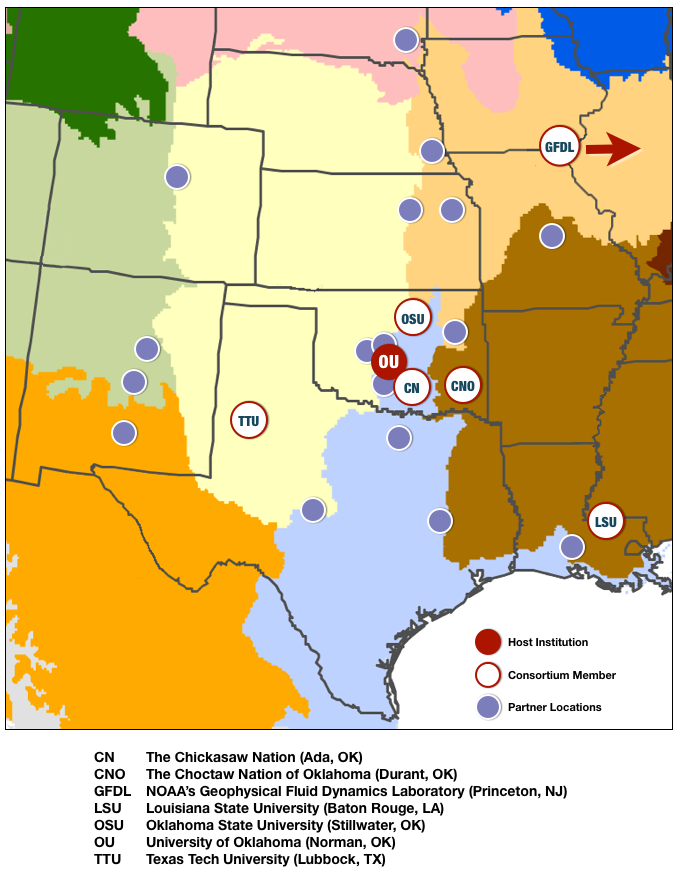 GFDL
OSU
OU
CN
CNO
TTU
LSU
Host Institution
Consortium Member
Partner Locations
CN The Chickasaw Nation (Ada, OK)
CNO The Choctaw Nation of Oklahoma (Durant, OK)
GFDL NOAA's Geophysical Fluid Dynamics Laboratory (Princeton, NJ)
LSU Louisiana State University (Baton Rouge, LA)
OSU Oklahoma State University (Stillwater, OK)
OU University of Oklahoma (Norman, OK)
TTU Texas Tech University (Lubbock, TX)